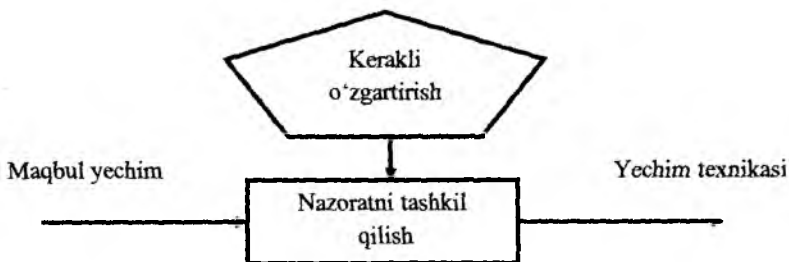 Kerakli
o‘zgartirish
Maqbul yechim
Yechim texnikasi
Nazoratni tashkil
qilish